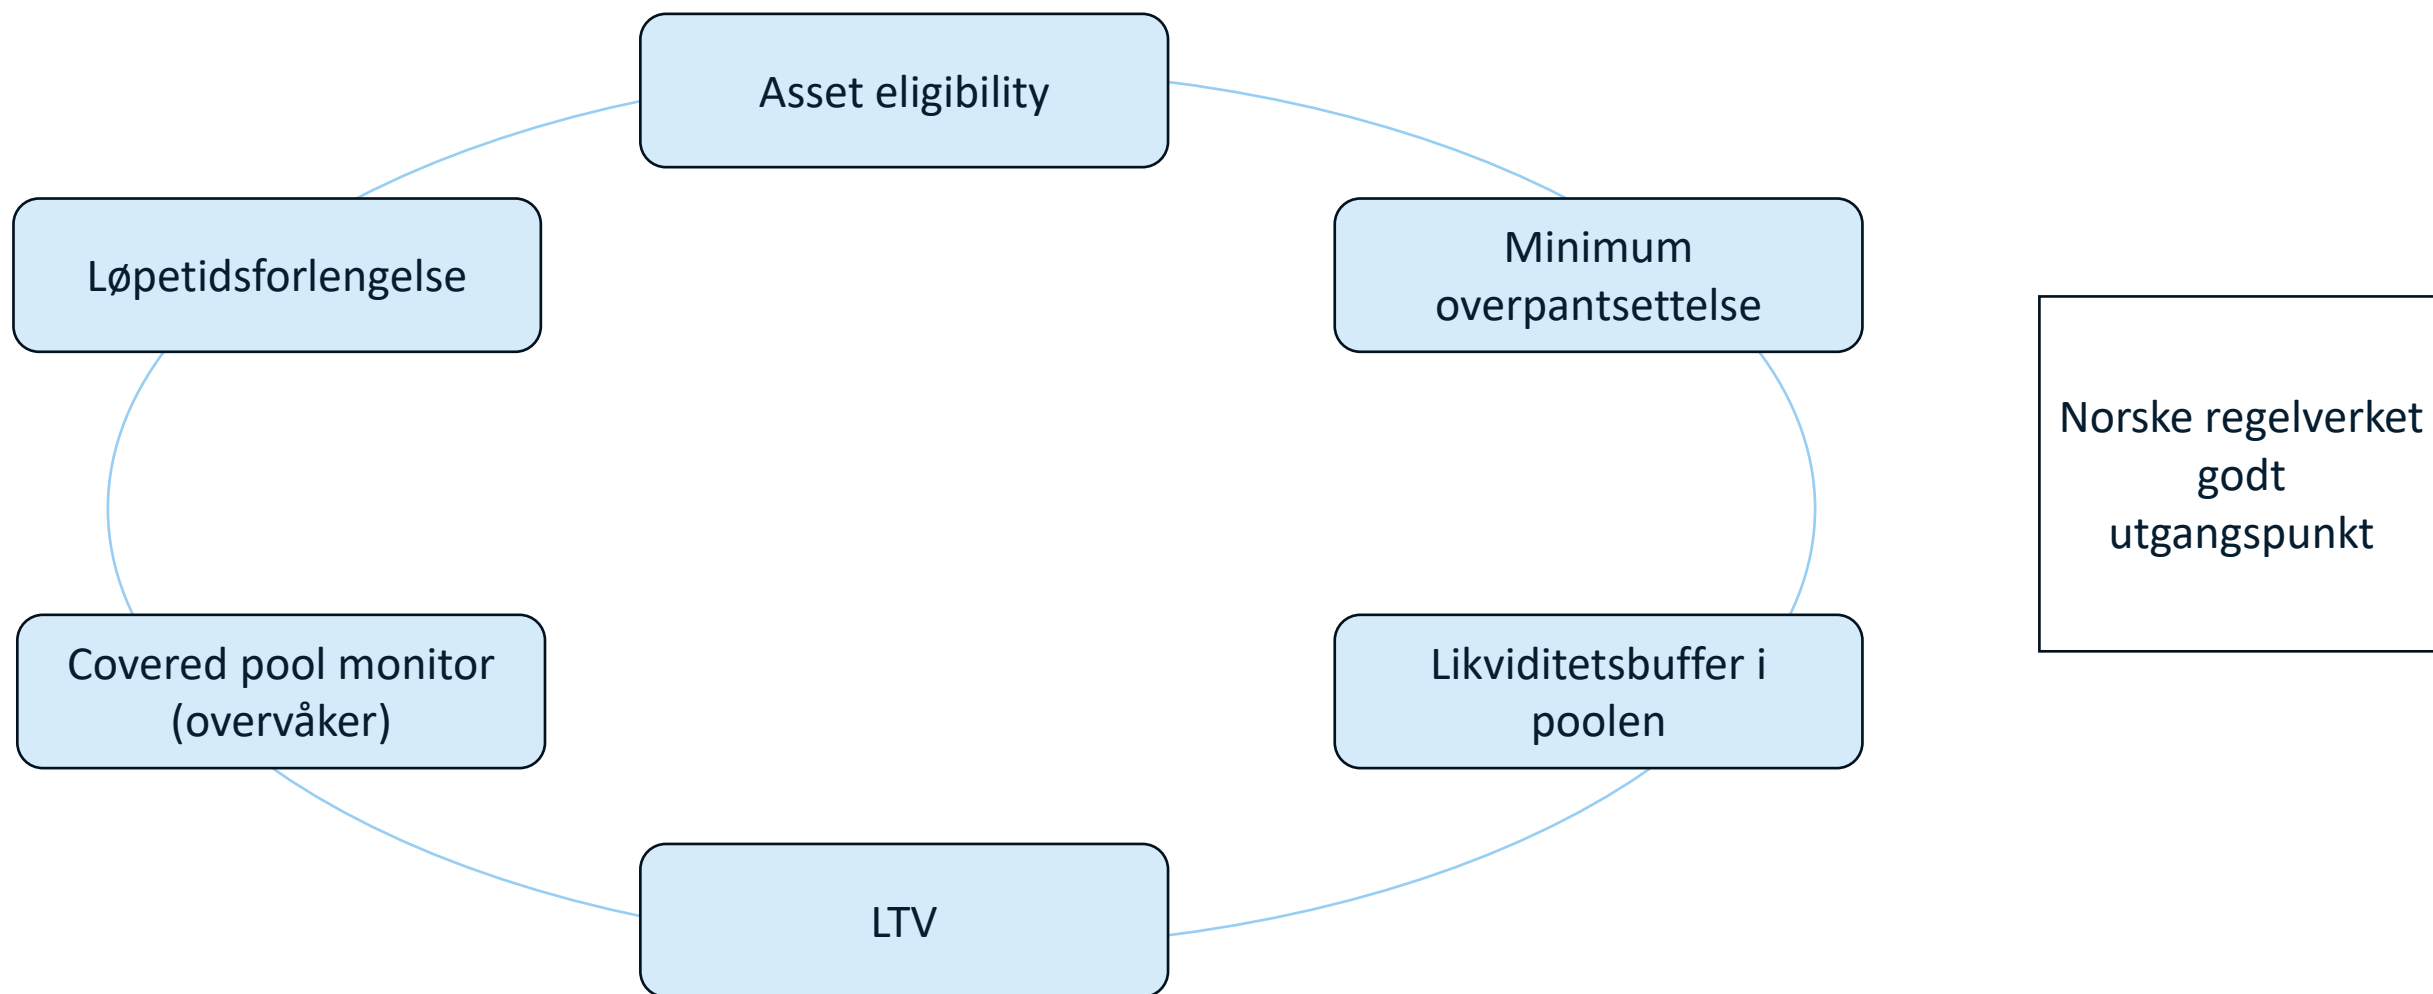 Asset eligibility
Løpetidsforlengelse
Minimum
overpantsettelse
Norske regelverket
godt
utgangspunkt
Covered pool monitor
(overvåker)
Likviditetsbuffer i
poolen
LTV